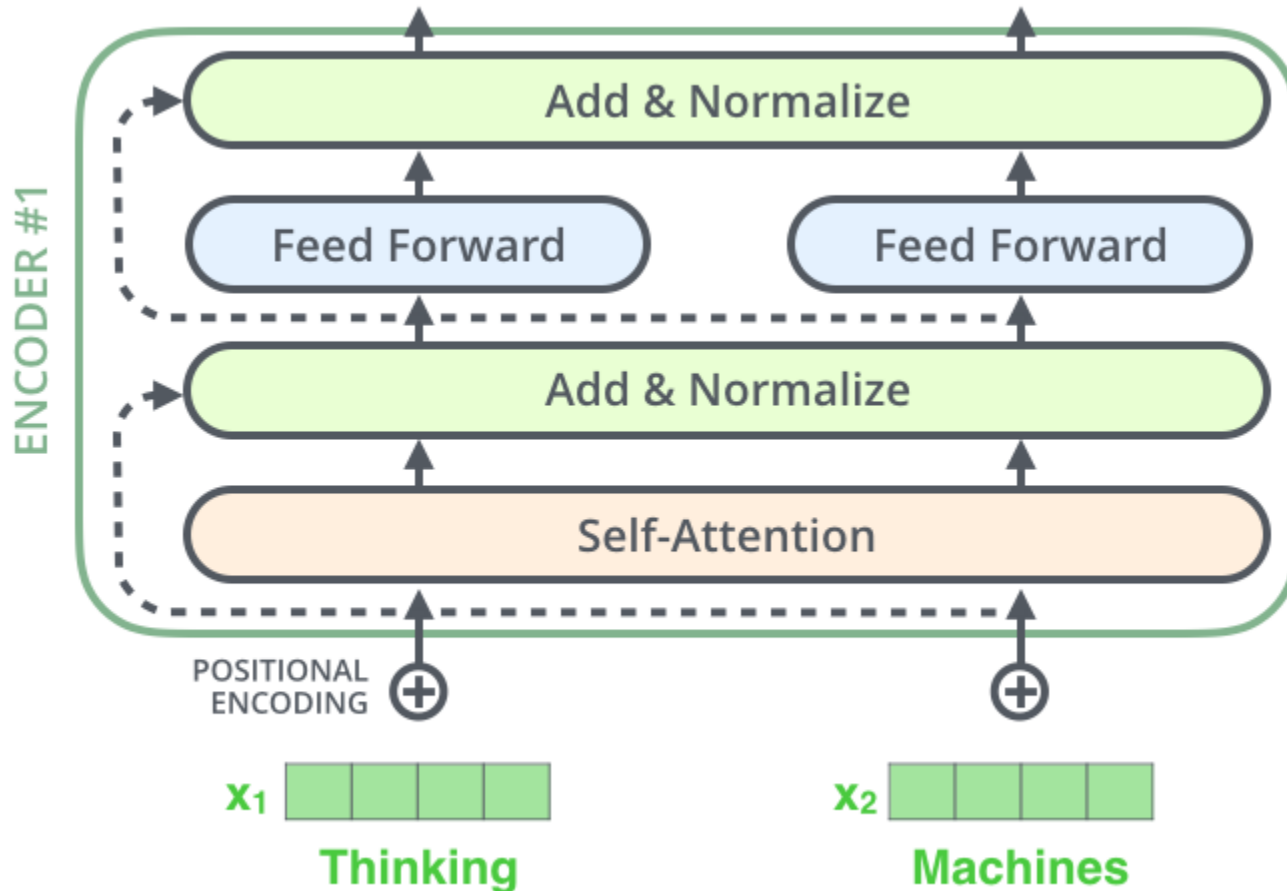 ENCODER #1
Add & Normalize
Feed Forward
Feed Forward
Add & Normalize
Self-Attention
POSITIONAL
ENCODING
x₁
x₂
Thinking
Machines